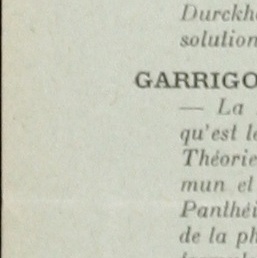 Durckh
solution
GARRIGO
— La
qu'est l
Théorie
mun et
Panthéi
de la ph